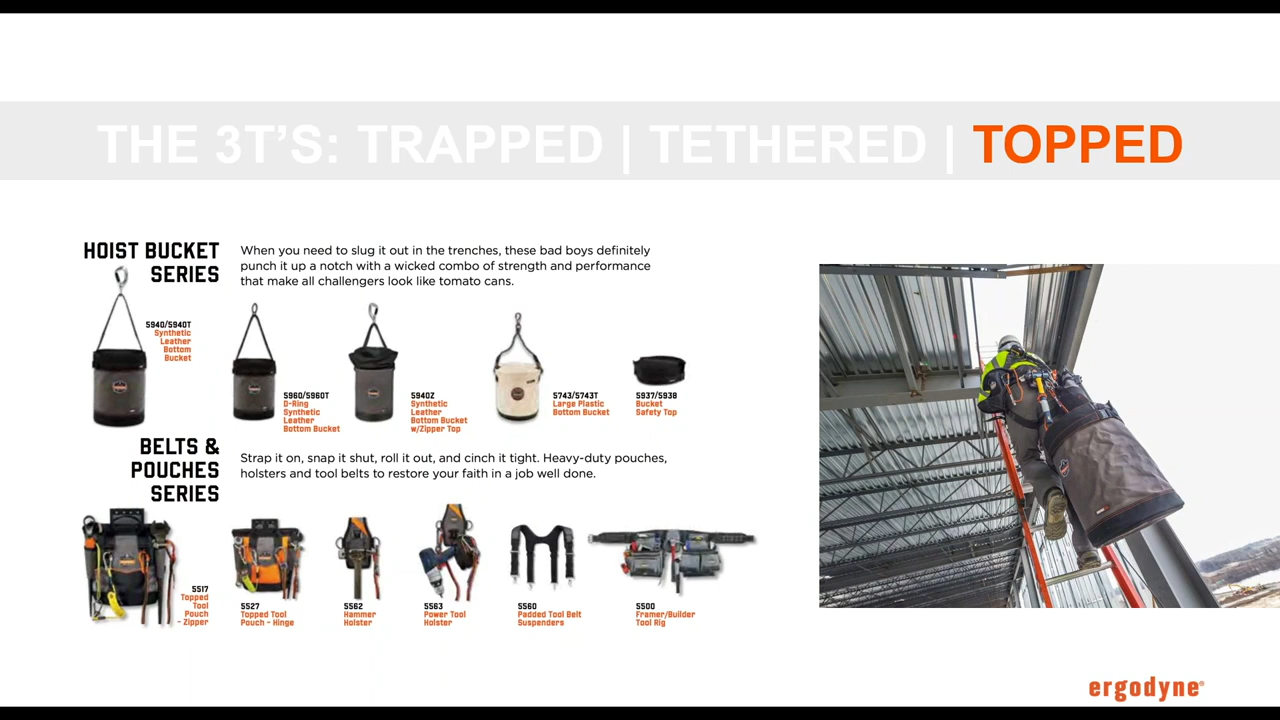 THE 3T'S: TRAPPED | TETHERED | TOPPED
HOIST BUCKET
SERIES
When you need to slug it out in the trenches, these bad boys definitely
punch it up a notch with a wicked combo of strength and performance
that make all challengers look like tomato cans.
5940/5940T
Synthetic
Leather
Bottom
Bucket
5960/5960T
D-Ring
Synthetic
Leather
Bottom Bucket
5940Z
Synthetic
Leather
Bottom Bucket
w/Zipper Top
5743/5743T
Large Plastic
Bottom Bucket
5937/5938
Bucket
Safety Top
BELTS &
POUCHES
SERIES
Strap it on, snap it shut, roll it out, and cinch it tight. Heavy-duty pouches,
holsters and tool belts to restore your faith in a job well done.
5517
Topped
Tool
Pouch
- Zipper
5527
Topped Tool
Pouch - Hinge
5562
Hammer
Holster
5563
Power Tool
Holster
5560
Padded Tool Belt
Suspenders
5500
Framer/Builder
Tool Rig
ergodyne®